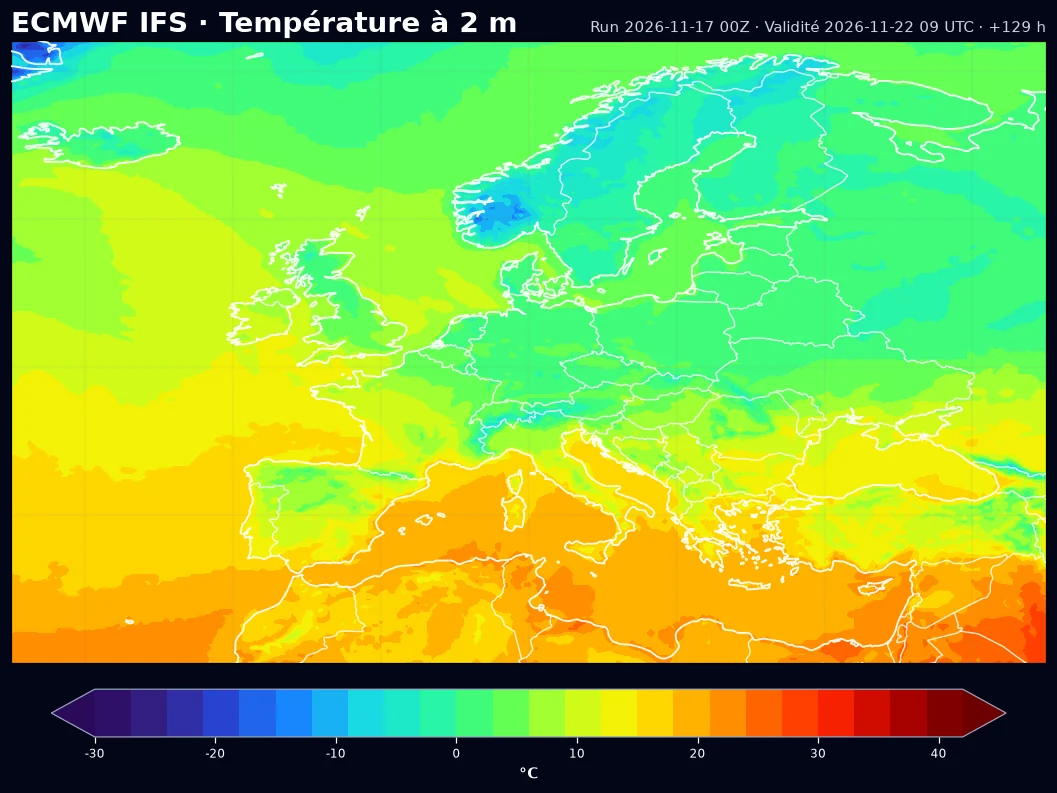 ECMWF IFS · Température à 2 m
Run 2026-11-17 00Z · Validité 2026-11-22 09 UTC · +129 h
-30 -20 -10 0 10 20 30 40
°C